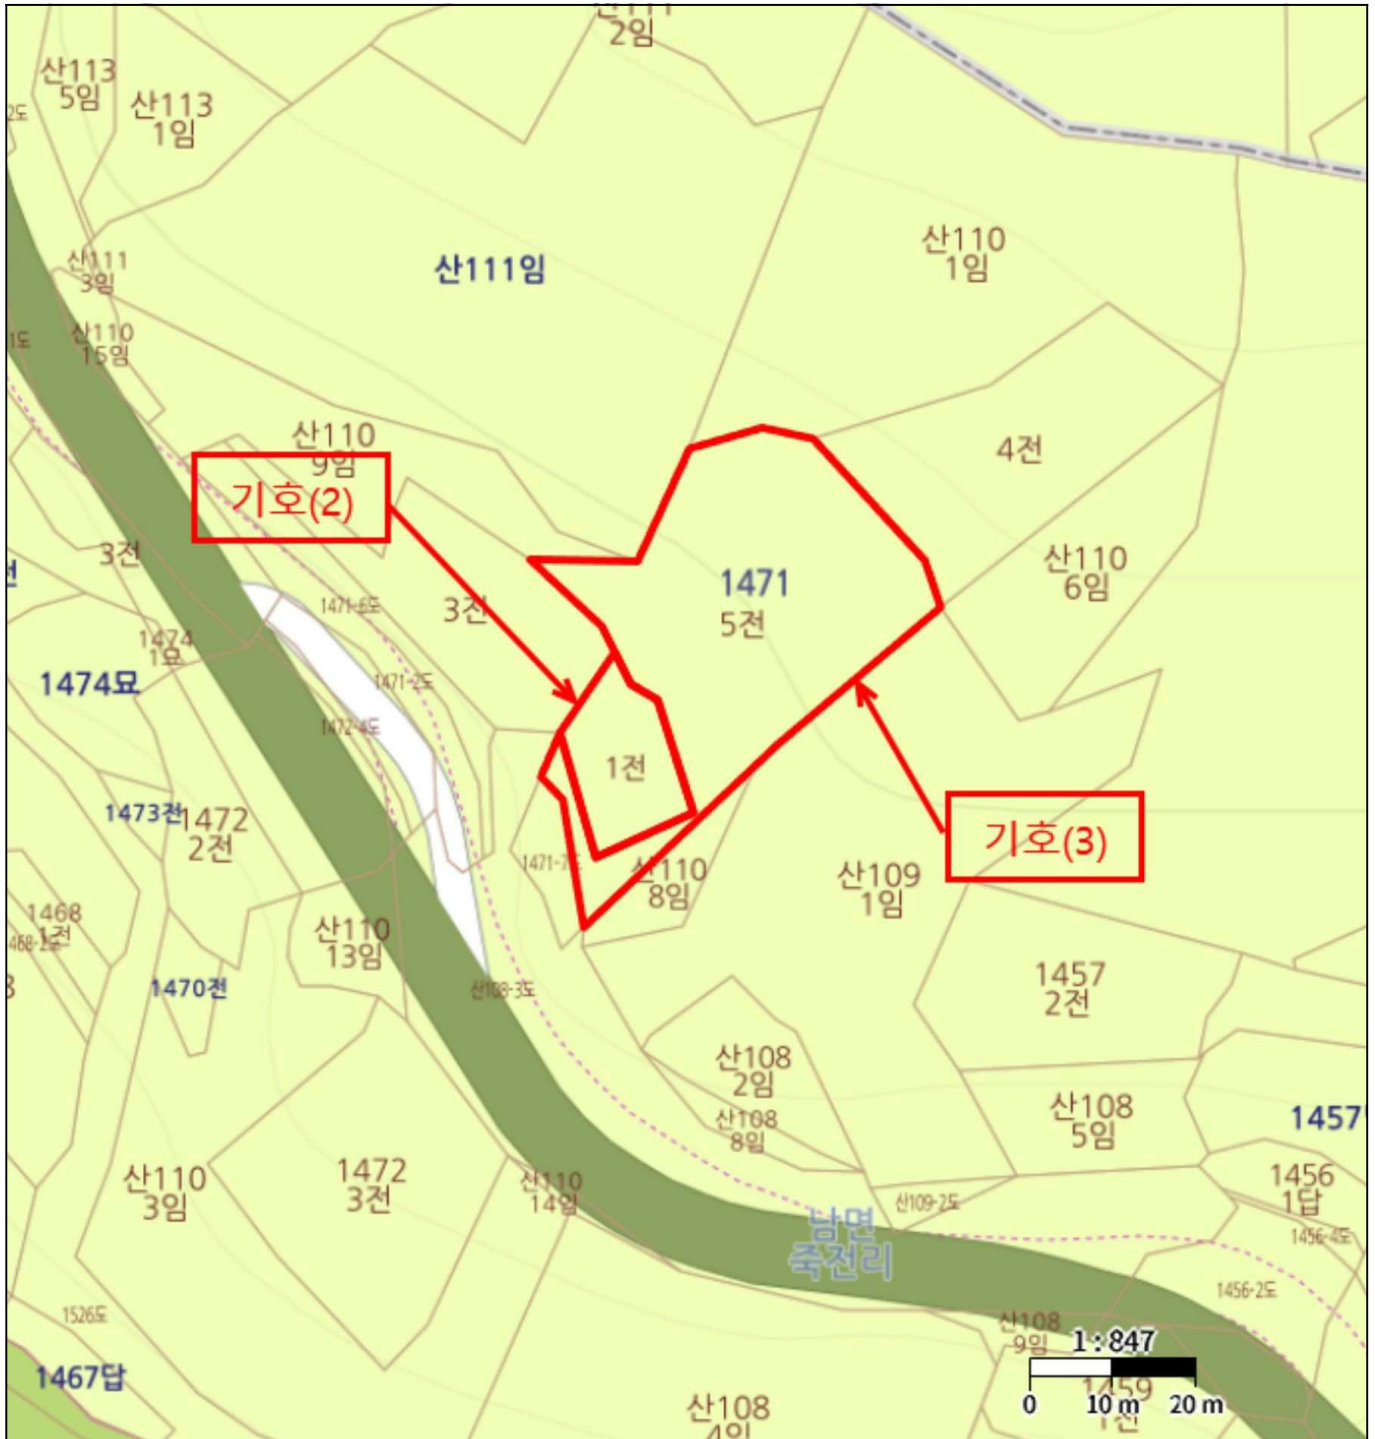 2임
산113
5임
산113
1임
2도
산110
1임
산111
3임
산111임
산110
15임
1도
산110
9임
4전
기호(2)
3전
산110
6임
1471
5전
1471-6도
3전
1474
1묘
1474묘
1471-2도
1472-4도
1전
1473전
1472
2전
기호(3)
1471-7도
산110
8임
산109
1임
1468
1전
산110
13임
1470전
산108-3도
1457
2전
산108
2임
산108
8임
산108
5임
1457
산110
3임
1472
3전
산110
14임
1456
1답
산109-2도
남면
죽전리
1456-4도
1456-2도
1526도
산108
9임
1:847
1467답
1459
1전
0 10 m 20 m
산108
4임